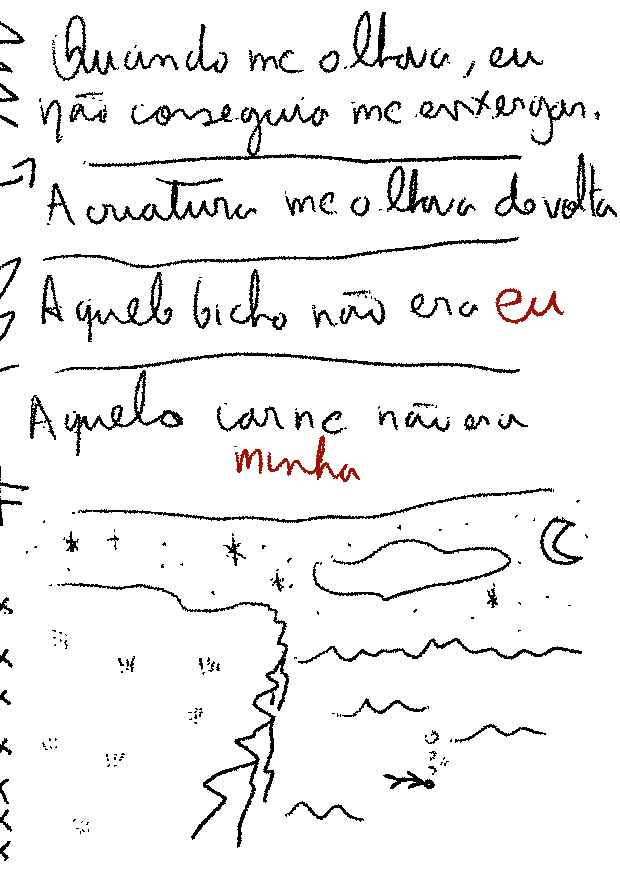 Quando me olhava, eu
não conseguia me enxergar.
A criatura me olhava de volta
Aquele bicho não era eu
Aquela carne não era
minha